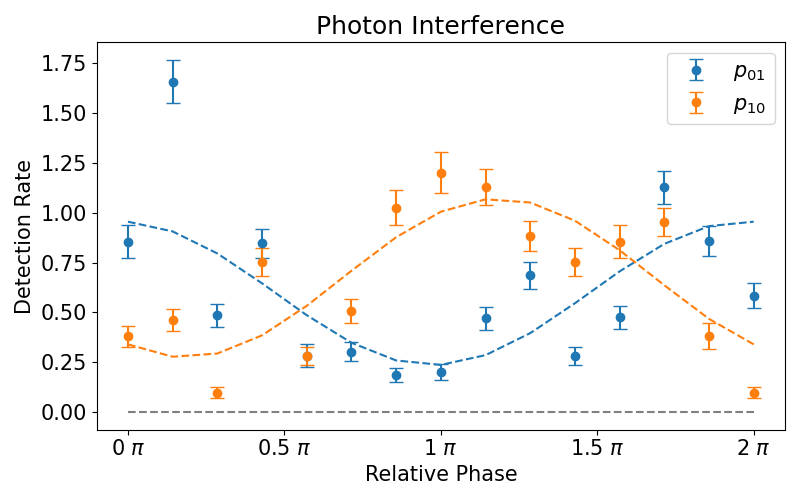 Photon Interference
p₀₁
p₁₀
Detection Rate
1.75
1.50
1.25
1.00
0.75
0.50
0.25
0.00
0 π
0.5 π
1 π
1.5 π
2 π
Relative Phase